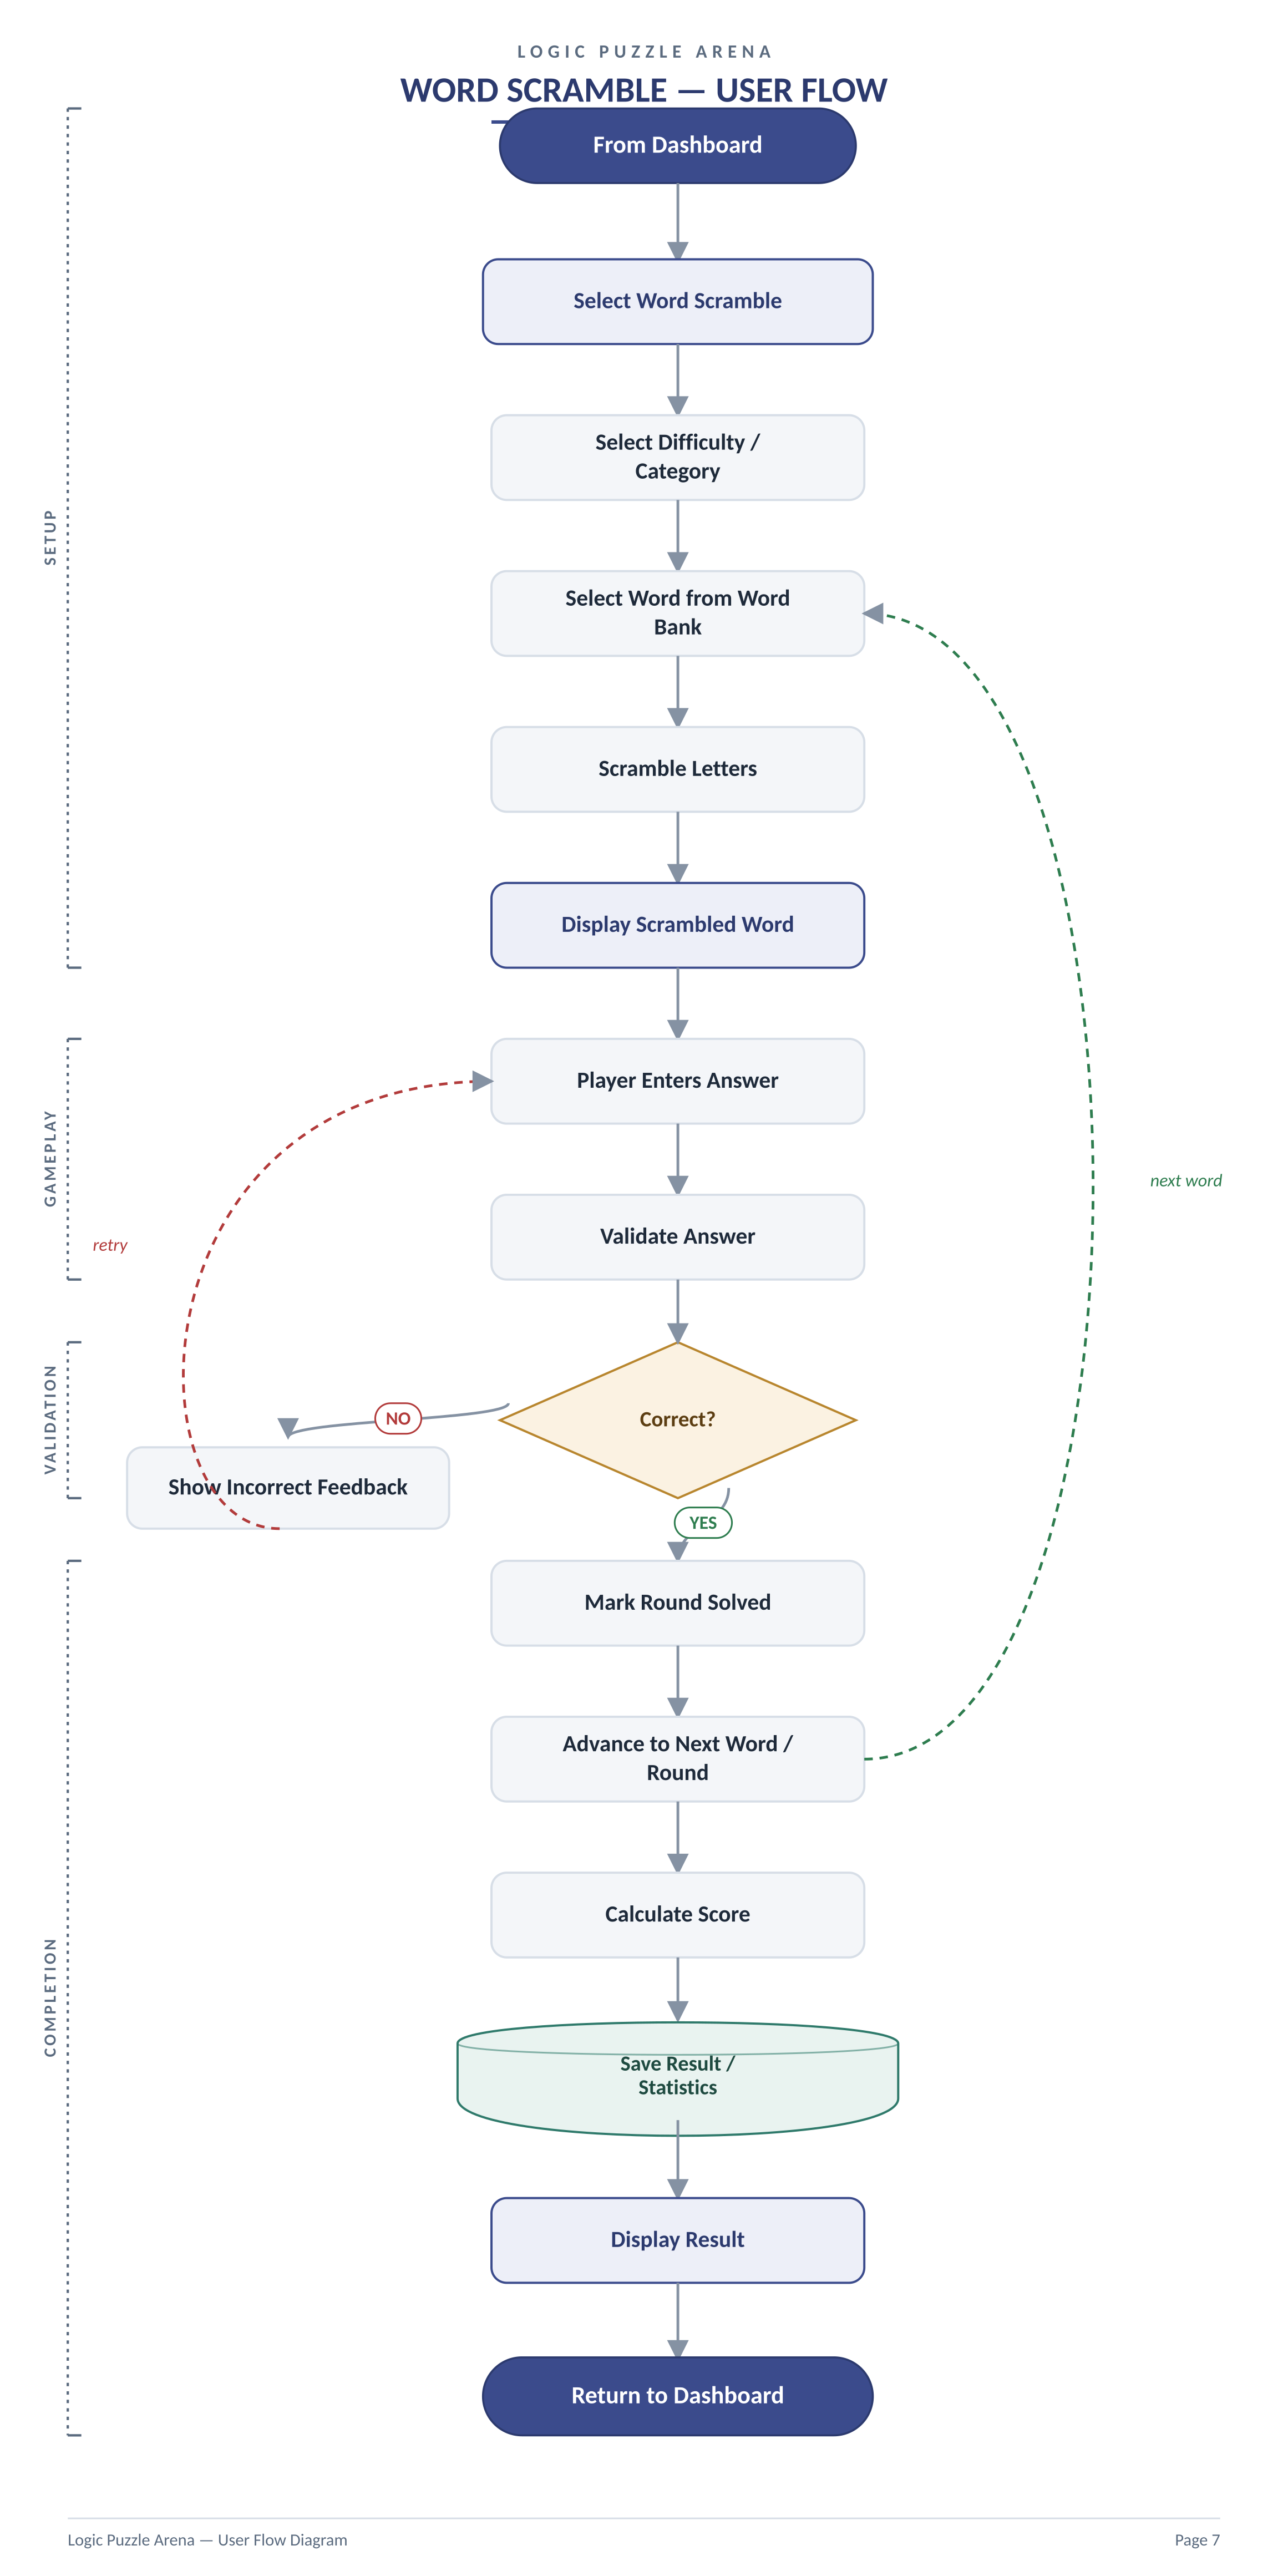 LOGIC PUZZLE ARENA
WORD SCRAMBLE — USER FLOW
From Dashboard
Select Word Scramble
Select Difficulty /
Category
SETUP
Select Word from Word
Bank
Scramble Letters
Display Scrambled Word
Player Enters Answer
GAMEPLAY
next word
Validate Answer
retry
VALIDATION
Correct?
NO
Show Incorrect Feedback
YES
Mark Round Solved
Advance to Next Word /
Round
Calculate Score
COMPLETION
Save Result /
Statistics
Display Result
Return to Dashboard
Logic Puzzle Arena — User Flow Diagram
Page 7